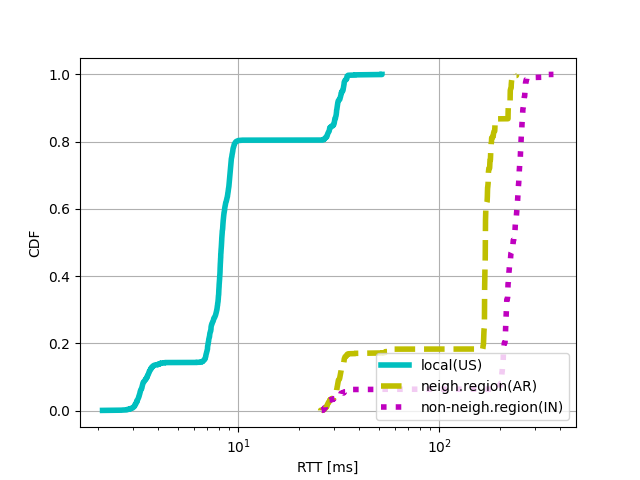 1.0
0.8
0.6
0.4
0.2
0.0
CDF
local(US)
neigh.region(AR)
non-neigh.region(IN)
10¹
10²
RTT [ms]